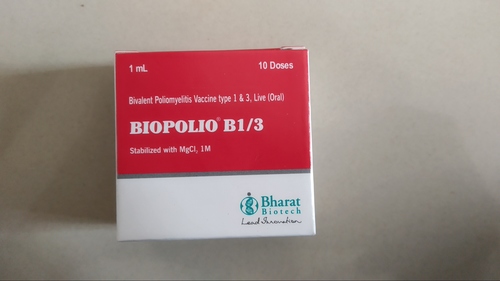 1 mL 10 Doses
Bivalent Poliomyelitis Vaccine type 1 & 3, Live (Oral)
BIOPOLIO® B1/3
Stabilized with MgCl₂ 1M
Bharat
Biotech
Lead Innovation